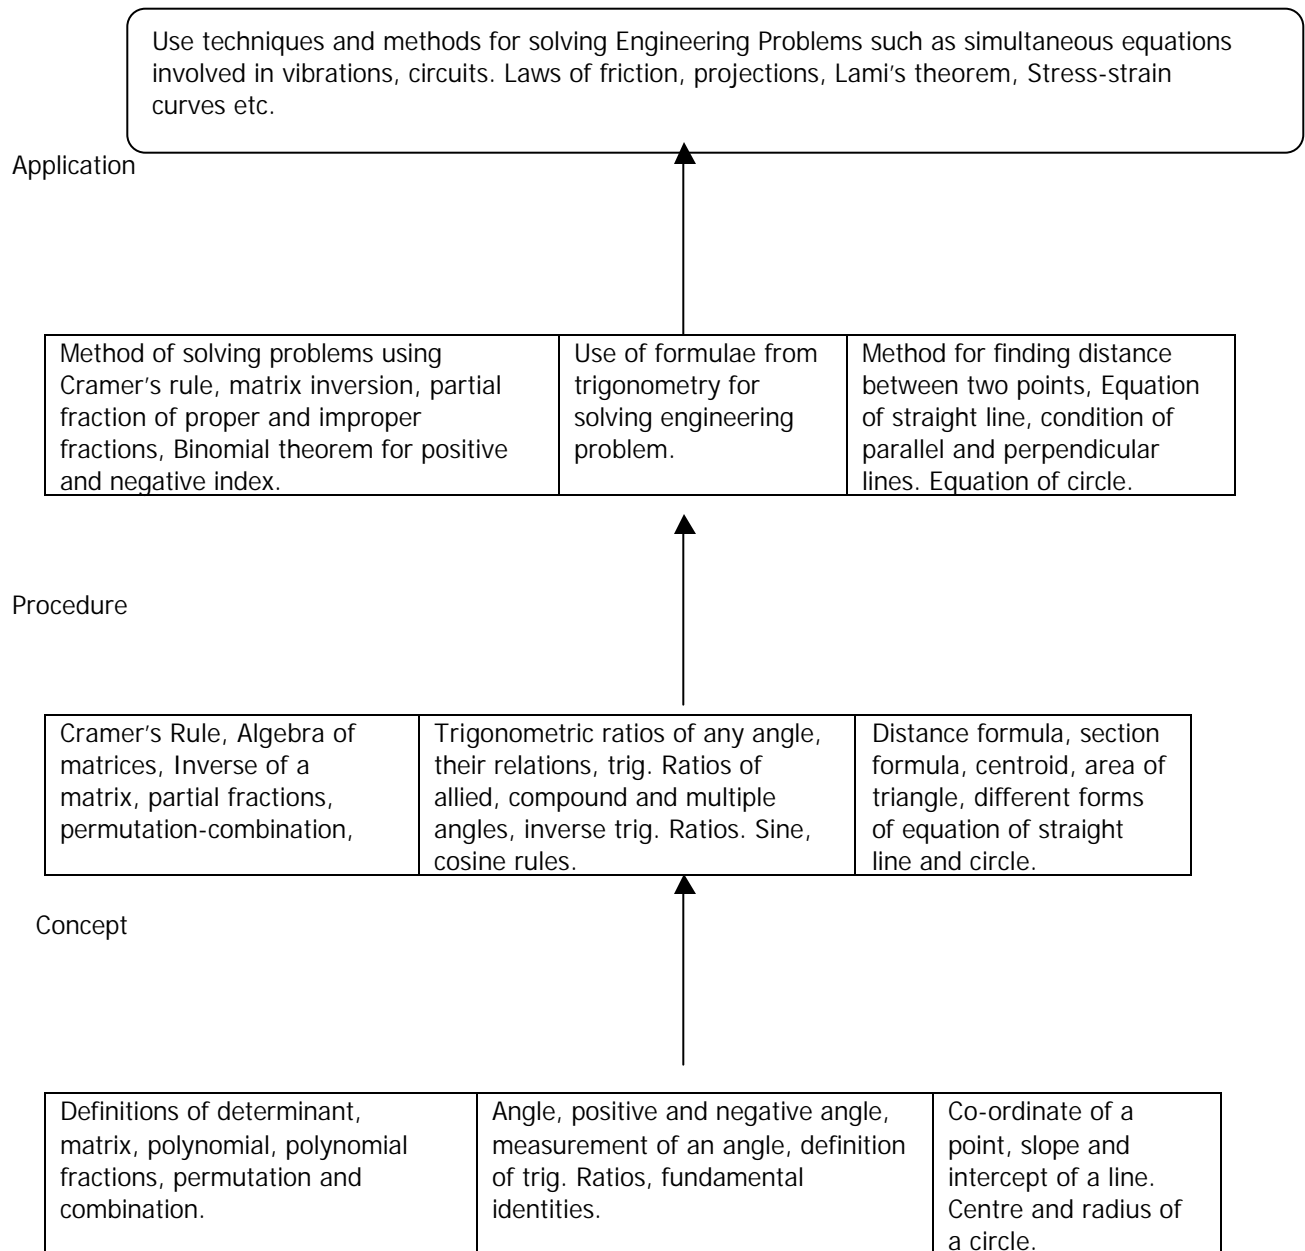 Use techniques and methods for solving Engineering Problems such as simultaneous equations
involved in vibrations, circuits. Laws of friction, projections, Lami's theorem, Stress-strain
curves etc.
Application
Method of solving problems using
Cramer's rule, matrix inversion, partial
fraction of proper and improper
fractions, Binomial theorem for positive
and negative index.
Use of formulae from
trigonometry for
solving engineering
problem.
Method for finding distance
between two points, Equation
of straight line, condition of
parallel and perpendicular
lines. Equation of circle.
Procedure
Cramer's Rule, Algebra of
matrices, Inverse of a
matrix, partial fractions,
permutation-combination,
Trigonometric ratios of any angle,
their relations, trig. Ratios of
allied, compound and multiple
angles, inverse trig. Ratios. Sine,
cosine rules.
Distance formula, section
formula, centroid, area of
triangle, different forms
of equation of straight
line and circle.
Concept
Definitions of determinant,
matrix, polynomial, polynomial
fractions, permutation and
combination.
Angle, positive and negative angle,
measurement of an angle, definition
of trig. Ratios, fundamental
identities.
Co-ordinate of a
point, slope and
intercept of a line.
Centre and radius of
a circle.